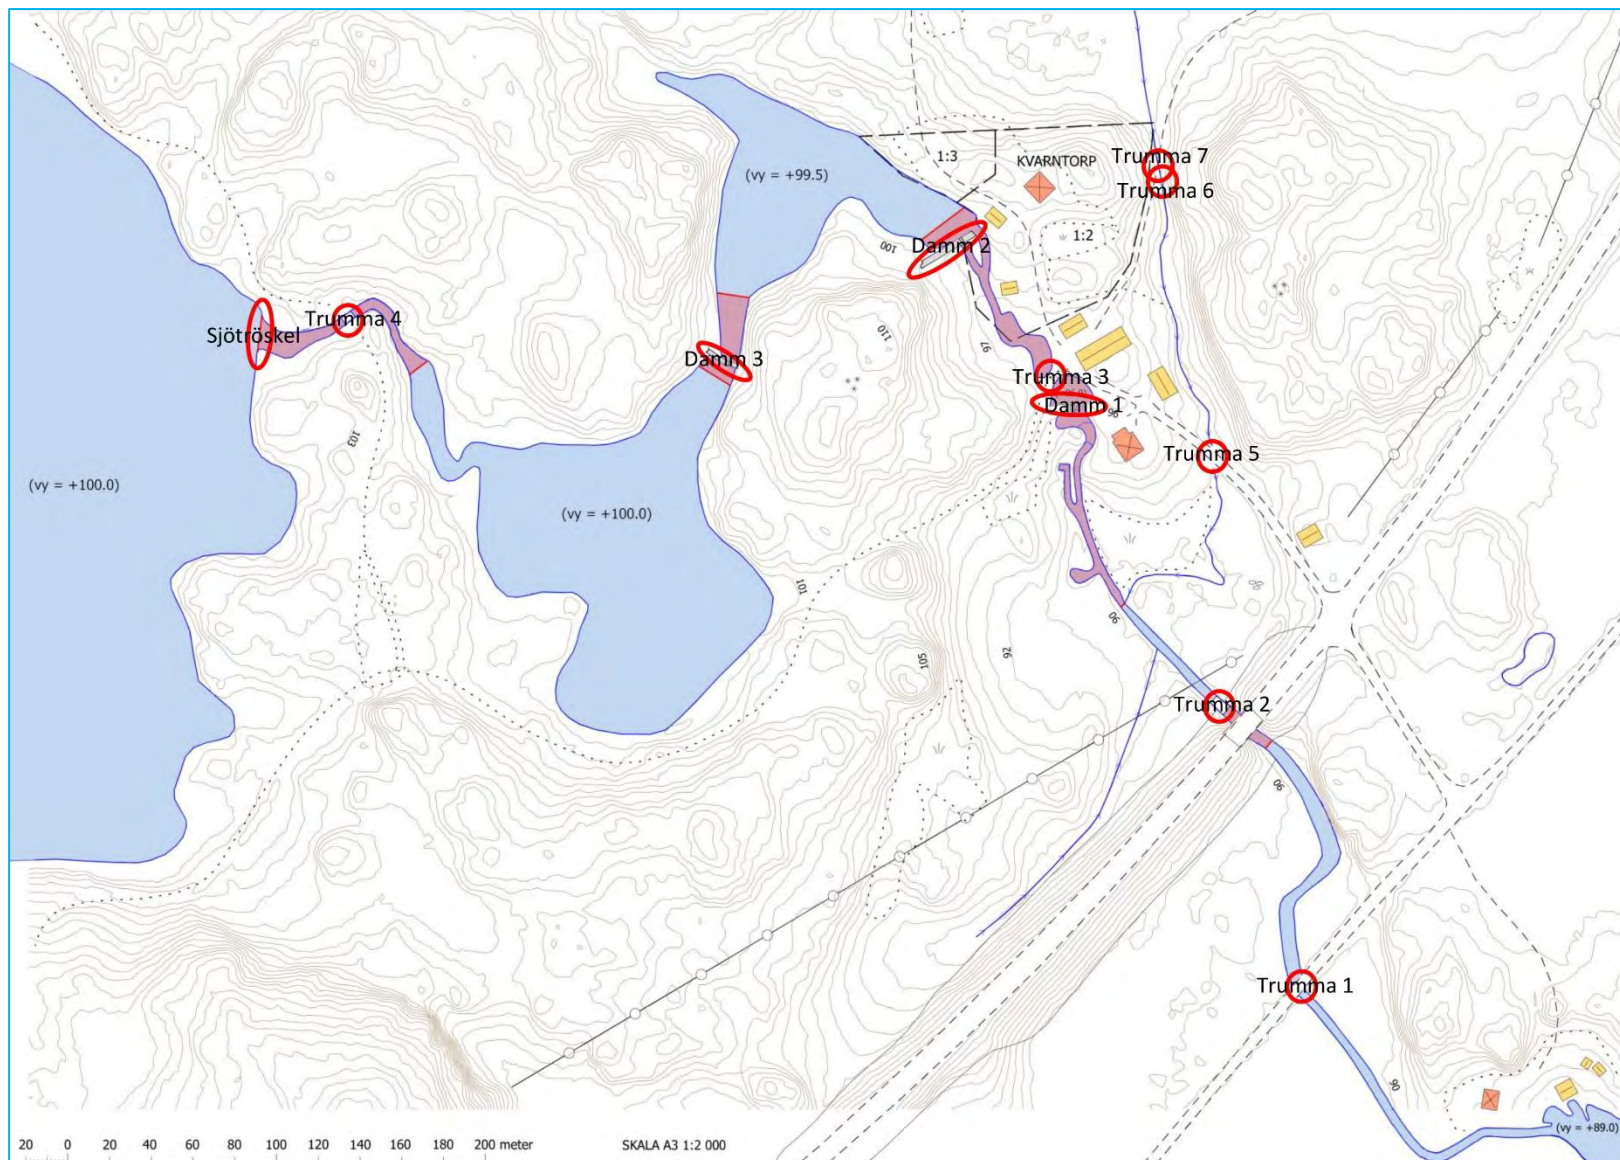 1:3
KVARNTORP
Trumma 7
Trumma 6
(vy = +99.5)
1:2
Damm 2
100
110
97
Sjötröskel
Trumma 4
Damm 3
Trumma 3
Damm 1
96
103
Trumma 5
(vy = +100.0)
(vy = +100.0)
101
90
105
92
Trumma 2
90
Trumma 1
90
(vy = +89.0)
20 0 20 40 60 80 100 120 140 160 180 200 meter
SKALA A3 1:2 000